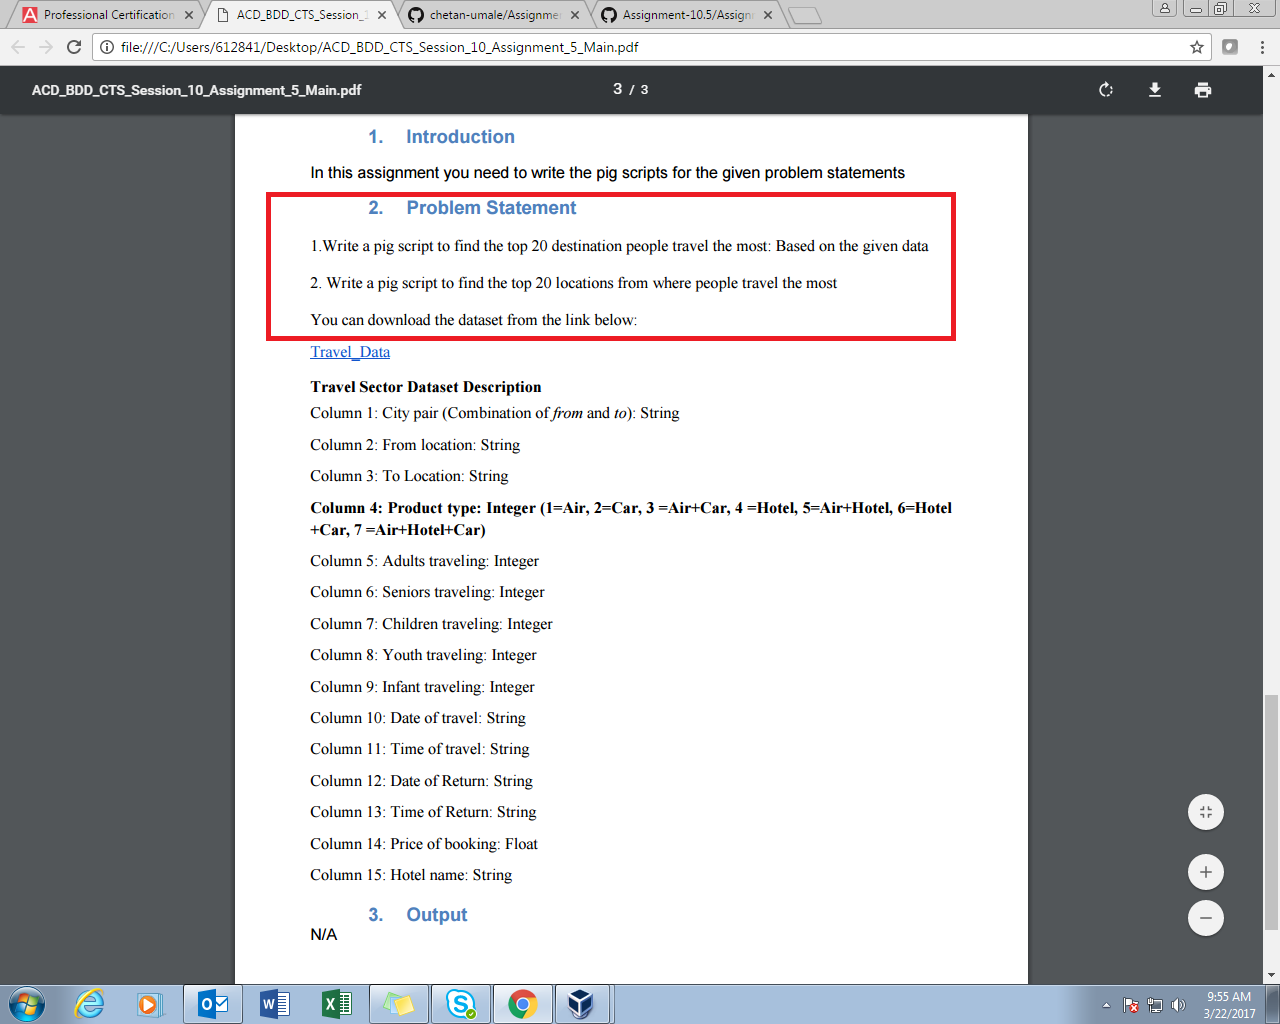 Professional Certification
ACD_BDD_CTS_Session_1
chetan-umale/Assignme
Assignment-10.5/Assign
file:///C:/Users/612841/Desktop/ACD_BDD_CTS_Session_10_Assignment_5_Main.pdf
ACD_BDD_CTS_Session_10_Assignment_5_Main.pdf
3 / 3
1. Introduction
In this assignment you need to write the pig scripts for the given problem statements
2. Problem Statement
1.Write a pig script to find the top 20 destination people travel the most: Based on the given data
2. Write a pig script to find the top 20 locations from where people travel the most
You can download the dataset from the link below:
Travel_Data
Travel Sector Dataset Description
Column 1: City pair (Combination of from and to): String
Column 2: From location: String
Column 3: To Location: String
Column 4: Product type: Integer (1=Air, 2=Car, 3 =Air+Car, 4 =Hotel, 5=Air+Hotel, 6=Hotel
+Car, 7 =Air+Hotel+Car)
Column 5: Adults traveling: Integer
Column 6: Seniors traveling: Integer
Column 7: Children traveling: Integer
Column 8: Youth traveling: Integer
Column 9: Infant traveling: Integer
Column 10: Date of travel: String
Column 11: Time of travel: String
Column 12: Date of Return: String
Column 13: Time of Return: String
Column 14: Price of booking: Float
Column 15: Hotel name: String
3. Output
N/A
9:55 AM
3/22/2017